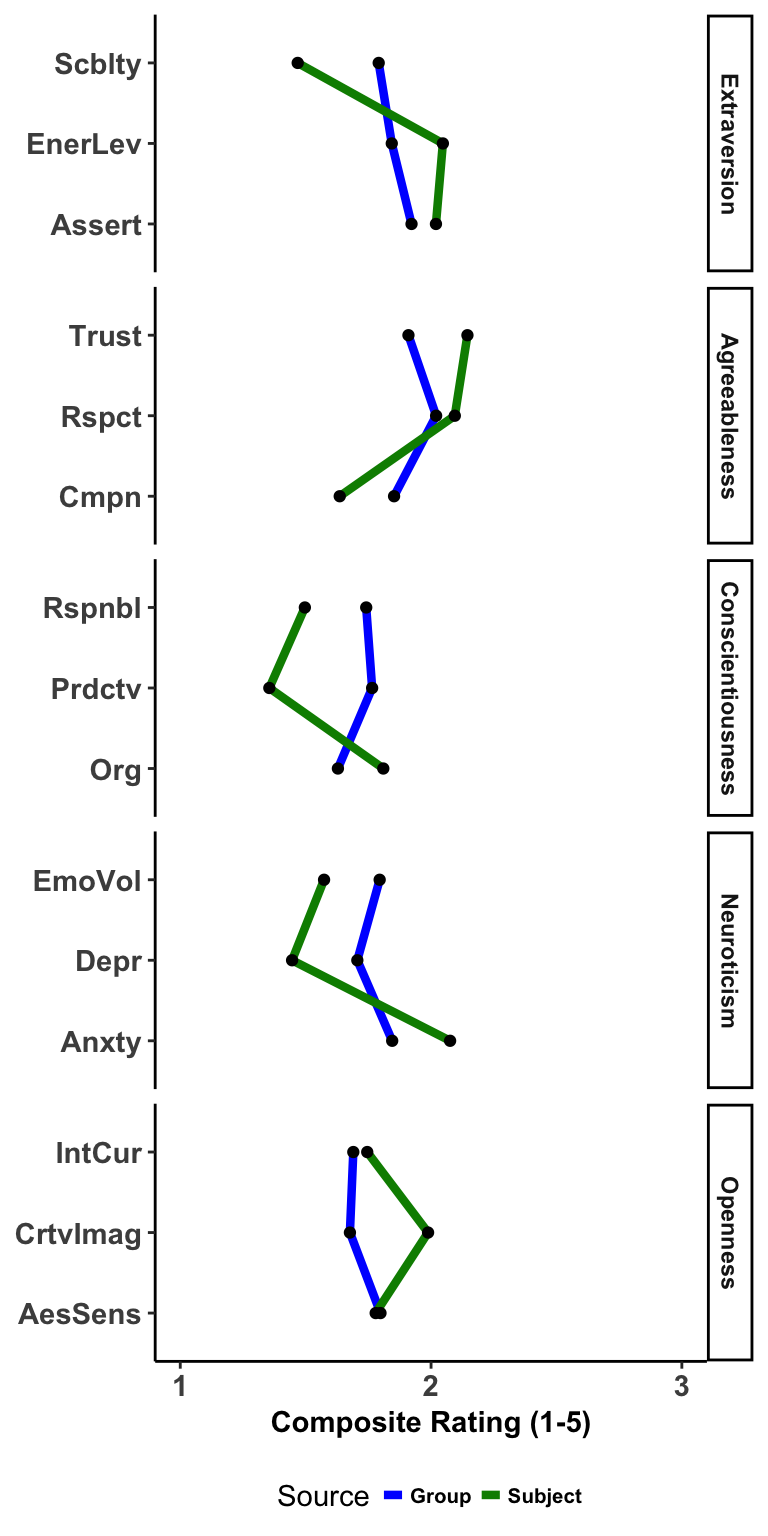 Scblty
EnerLev
Assert
Extraversion
Trust
Rspct
Cmpn
Agreeableness
Rspnbl
Prdctv
Org
Conscientiousness
EmoVol
Depr
Anxty
Neuroticism
IntCur
CrtvImag
AesSens
Openness
1 2 3
Composite Rating (1-5)
Source Group Subject